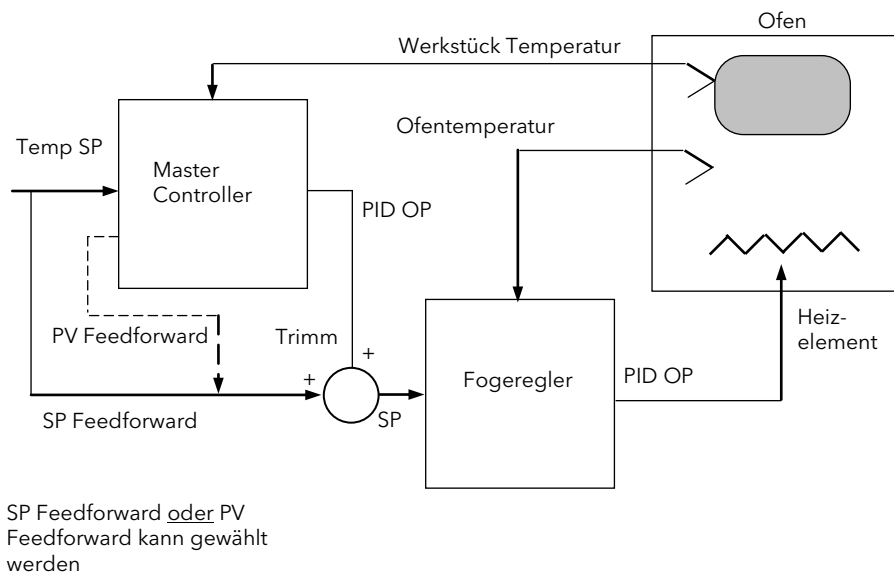 Ofen
Werkstück Temperatur
Ofentemperatur
Temp SP
Master
Controller
PID OP
PV Feedforward
Trimm
+
+
SP Feedforward
SP
Fogeregler
PID OP
Heiz-
element
SP Feedforward oder PV
Feedforward kann gewählt
werden